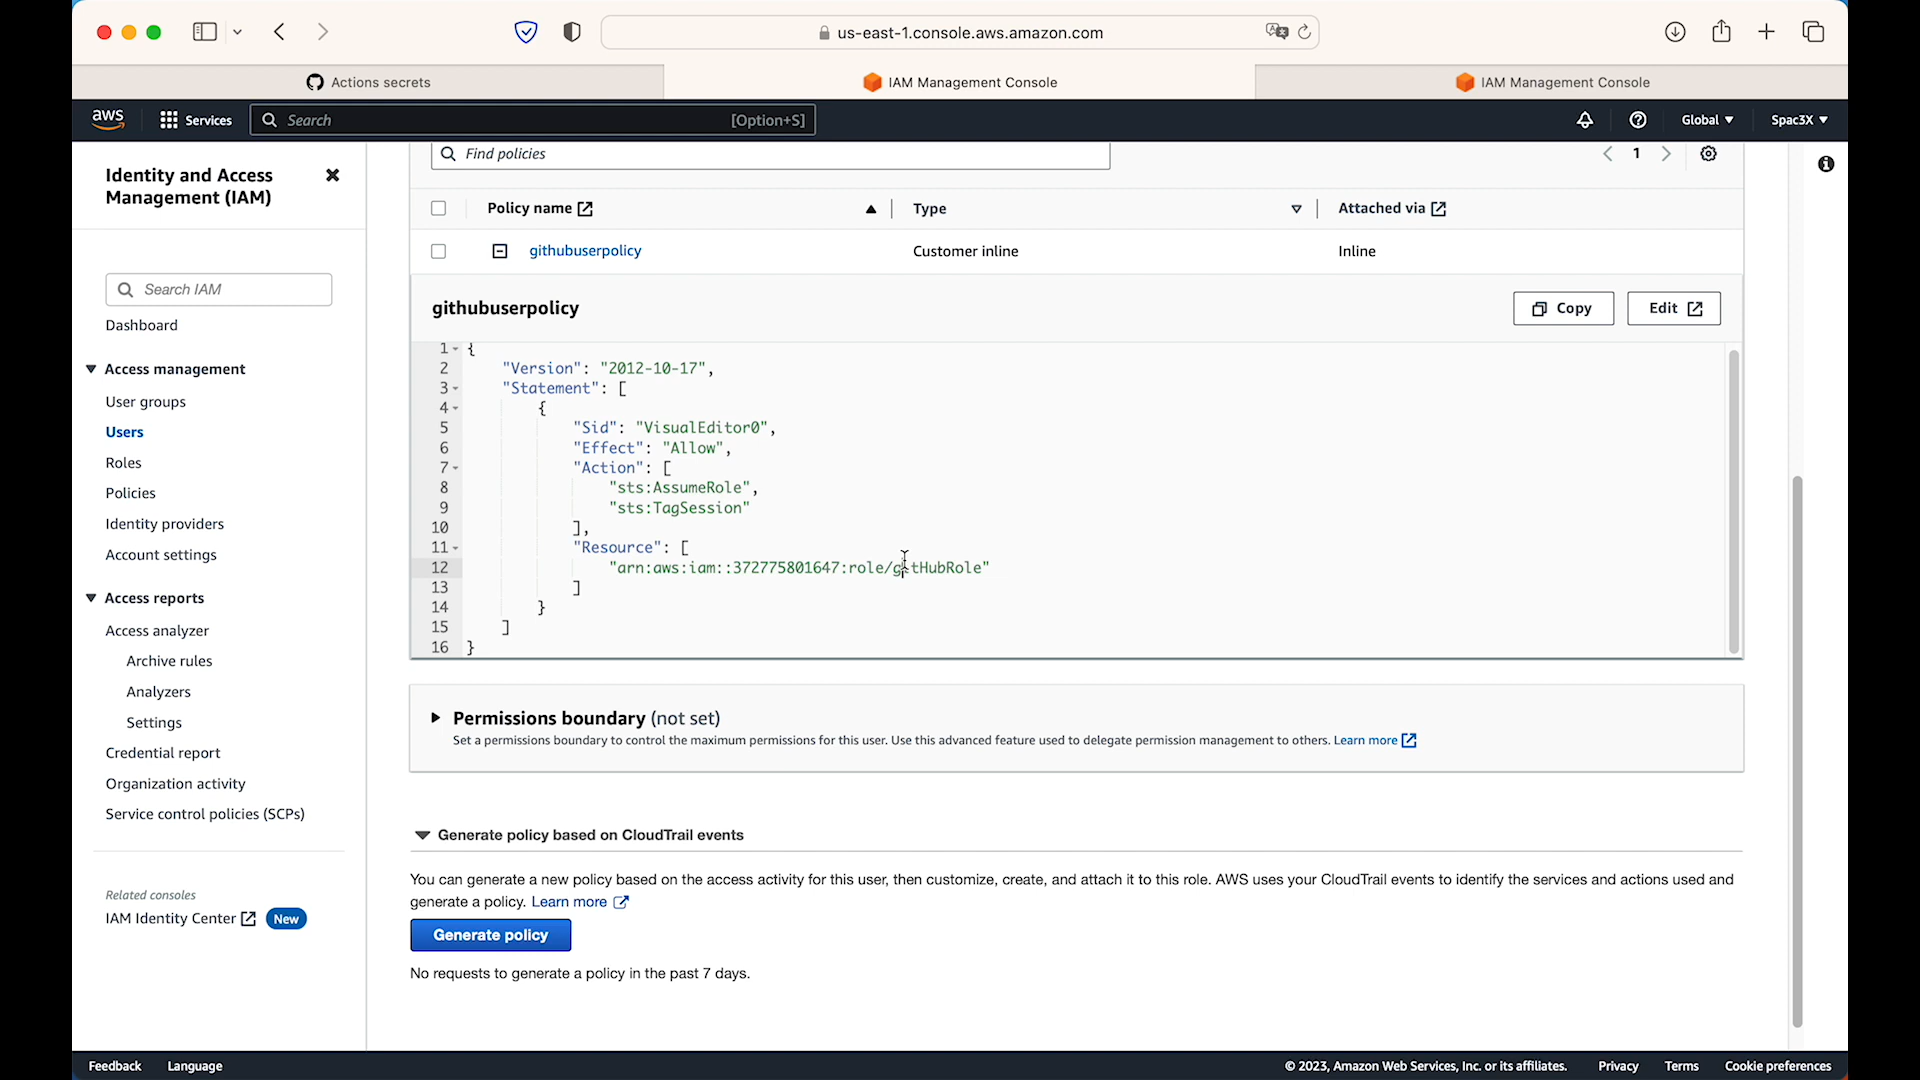 us-east-1.console.aws.amazon.com
Actions secrets
IAM Management Console
IAM Management Console
aws
Services
Search
[Option+S]
Global
Spac3X
Identity and Access
Management (IAM)
Search IAM
Dashboard
Access management
User groups
Users
Roles
Policies
Identity providers
Account settings
Access reports
Access analyzer
Archive rules
Analyzers
Settings
Credential report
Organization activity
Service control policies (SCPs)
Related consoles
IAM Identity Center New
Find policies
1
Policy name
Type
Attached via
githubuserpolicy
Customer inline
Inline
githubuserpolicy
Copy
Edit
1 {
2 "Version": "2012-10-17",
3 "Statement": [
4 {
5 "Sid": "VisualEditor0",
6 "Effect": "Allow",
7 "Action": [
8 "sts:AssumeRole",
9 "sts:TagSession"
10 ],
11 "Resource": [
12 "arn:aws:iam::372775801647:role/gitHubRole"
13 ]
14 }
15 ]
16 }
Permissions boundary (not set)
Set a permissions boundary to control the maximum permissions for this user. Use this advanced feature used to delegate permission management to others. Learn more
Generate policy based on CloudTrail events
You can generate a new policy based on the access activity for this user, then customize, create, and attach it to this role. AWS uses your CloudTrail events to identify the services and actions used and
generate a policy. Learn more
Generate policy
No requests to generate a policy in the past 7 days.
Feedback
Language
© 2023, Amazon Web Services, Inc. or its affiliates.
Privacy
Terms
Cookie preferences